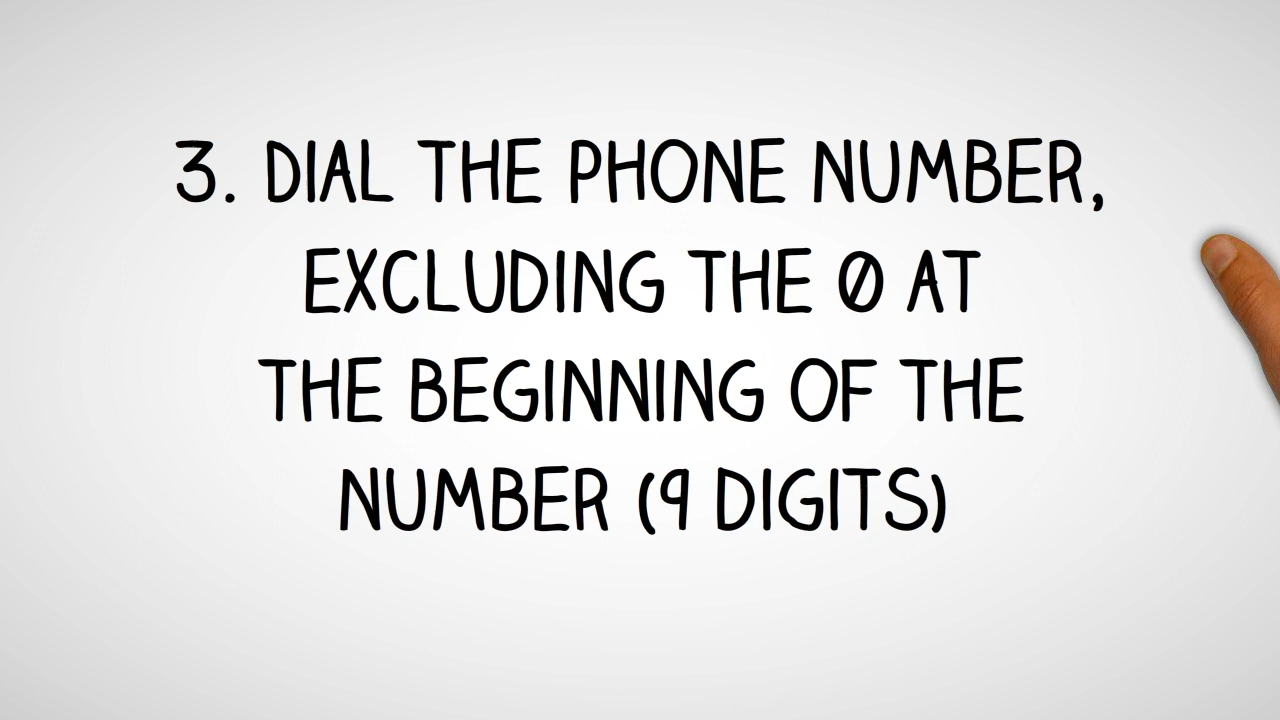 3. DIAL THE PHONE NUMBER,
EXCLUDING THE 0 AT
THE BEGINNING OF THE
NUMBER (9 DIGITS)